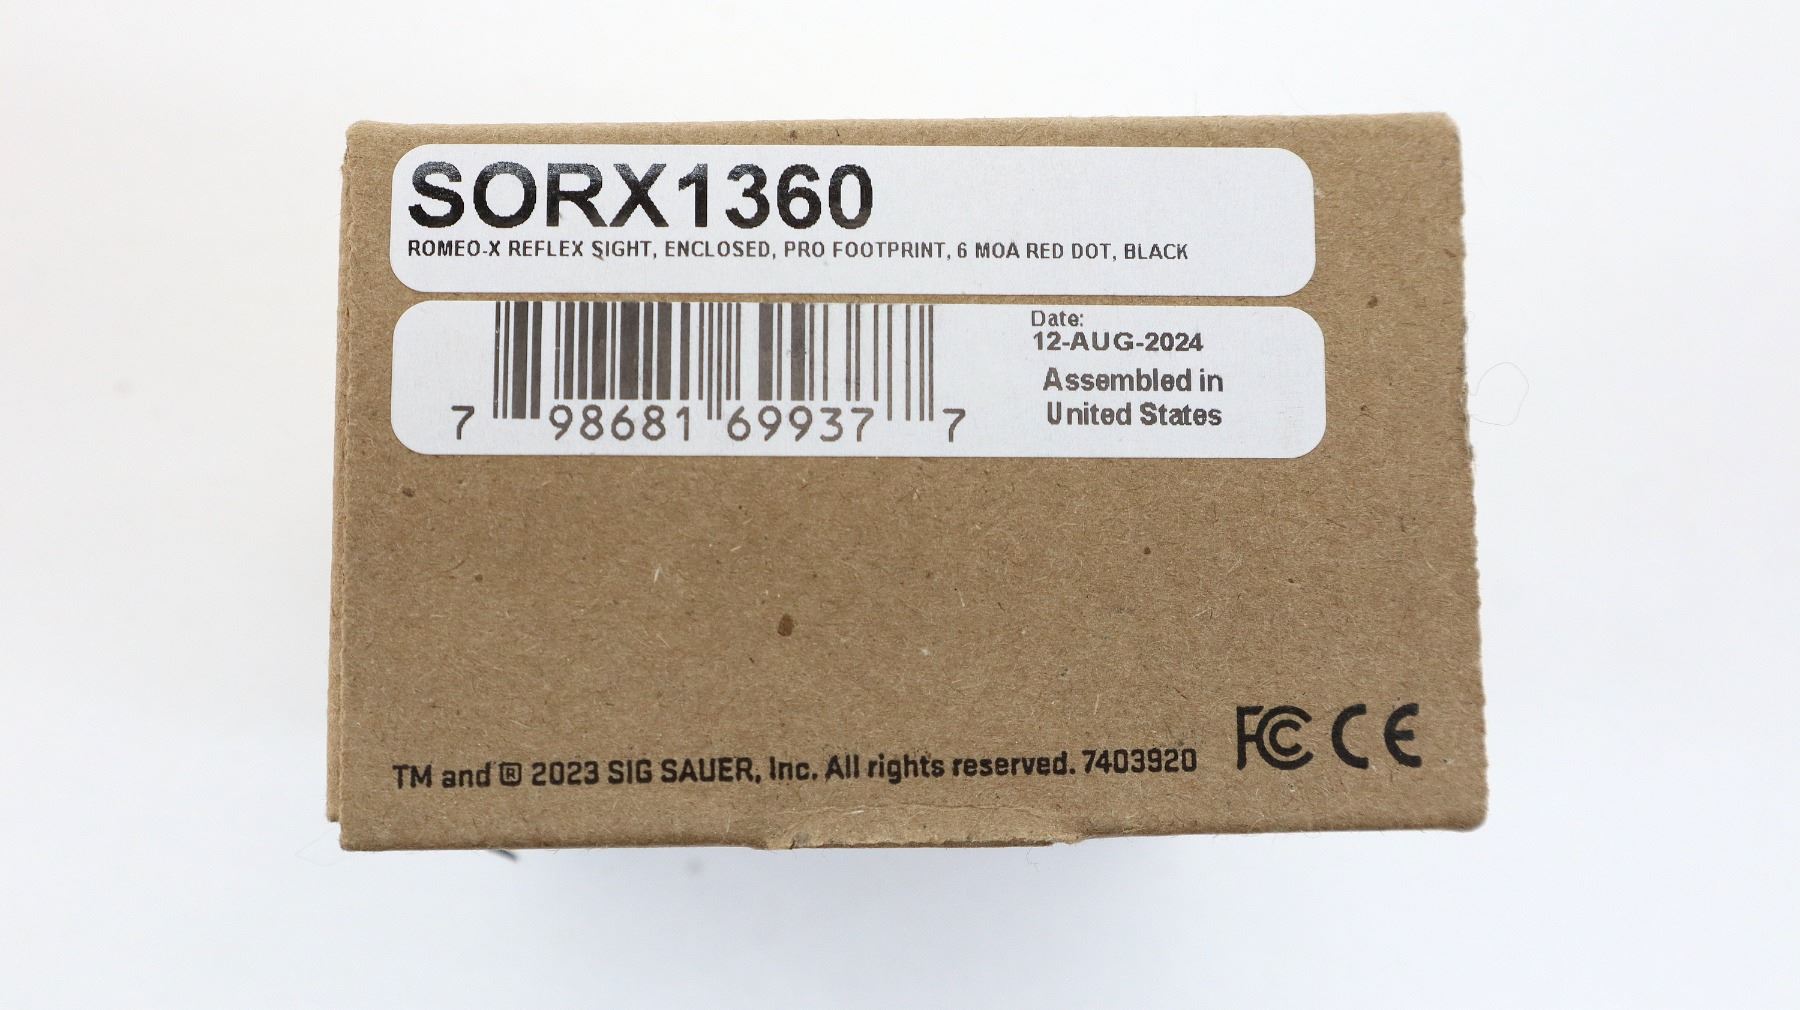 SORX1360
ROMEO-X REFLEX SIGHT, ENCLOSED, PRO FOOTPRINT, 6 MOA RED DOT, BLACK
7 98681 69937 7
Date:
12-AUG-2024
Assembled in
United States
TM and ® 2023 SIG SAUER, Inc. All rights reserved. 7403920
FC CE